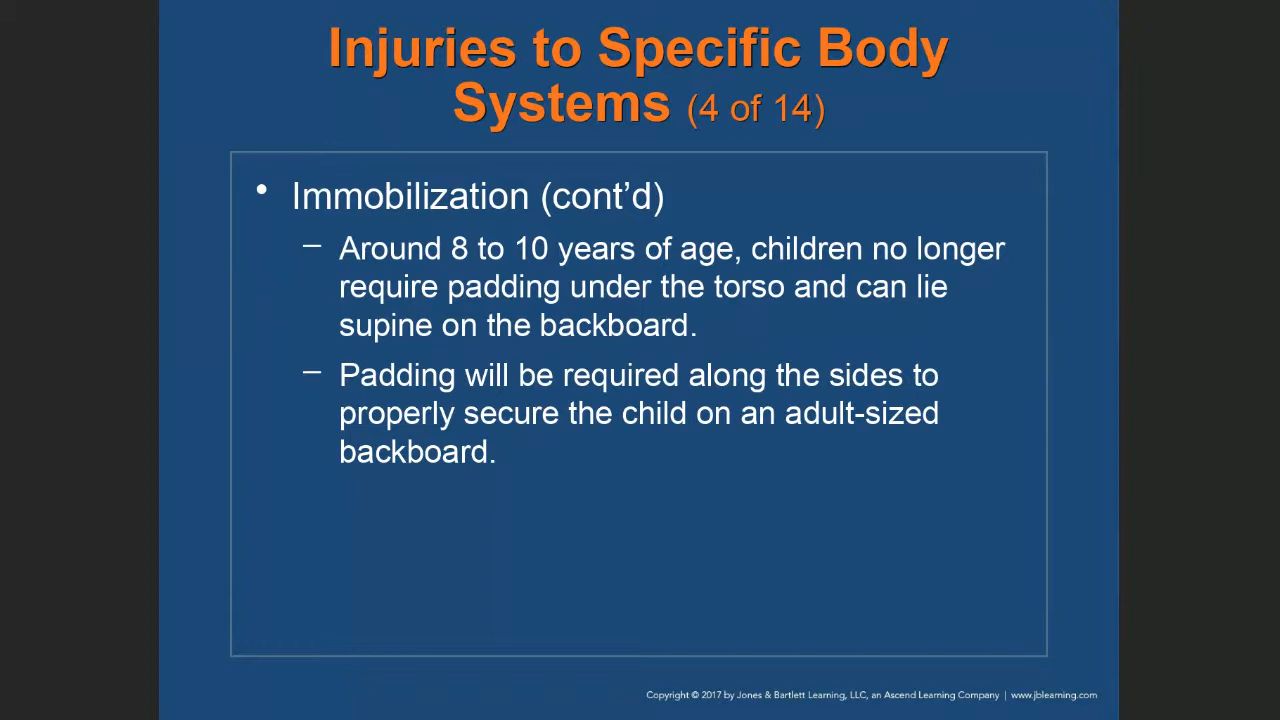 Injuries to Specific Body
Systems (4 of 14)
• Immobilization (cont’d)
– Around 8 to 10 years of age, children no longer
require padding under the torso and can lie
supine on the backboard.
– Padding will be required along the sides to
properly secure the child on an adult-sized
backboard.
Copyright © 2017 by Jones & Bartlett Learning, LLC, an Ascend Learning Company | www.jblearning.com